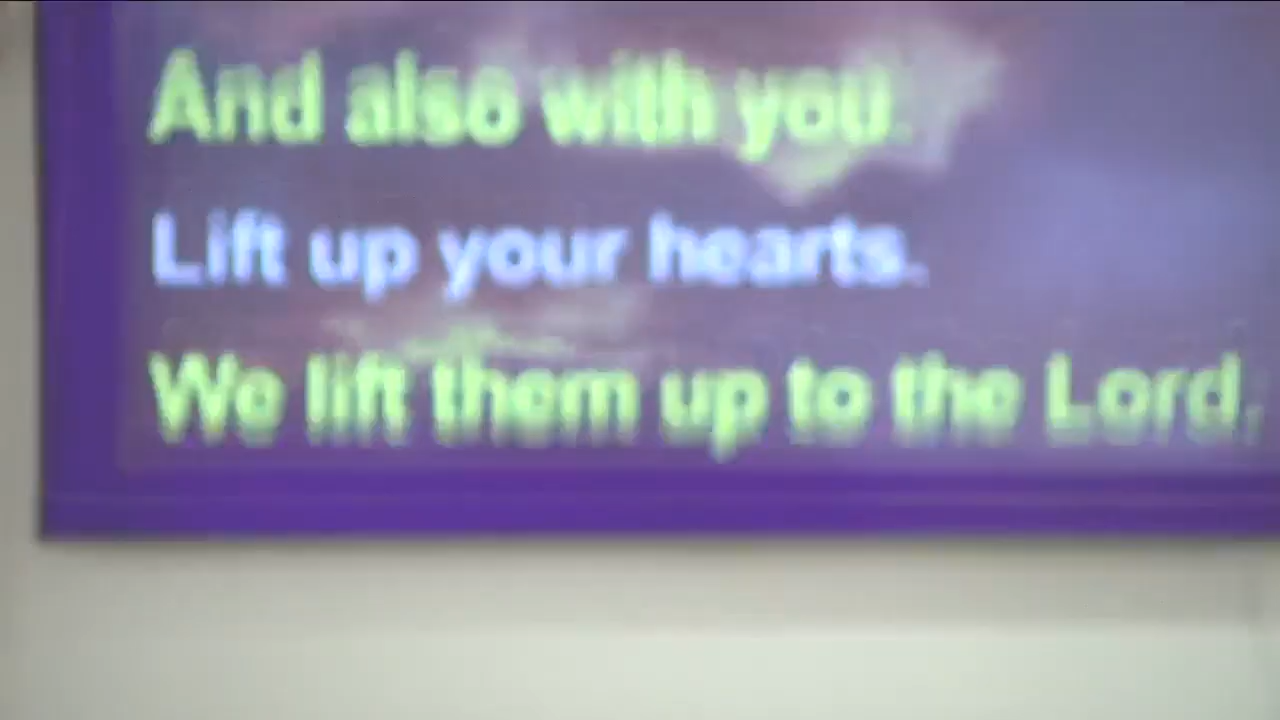 And also with you.
Lift up your hearts.
We lift them up to the Lord.